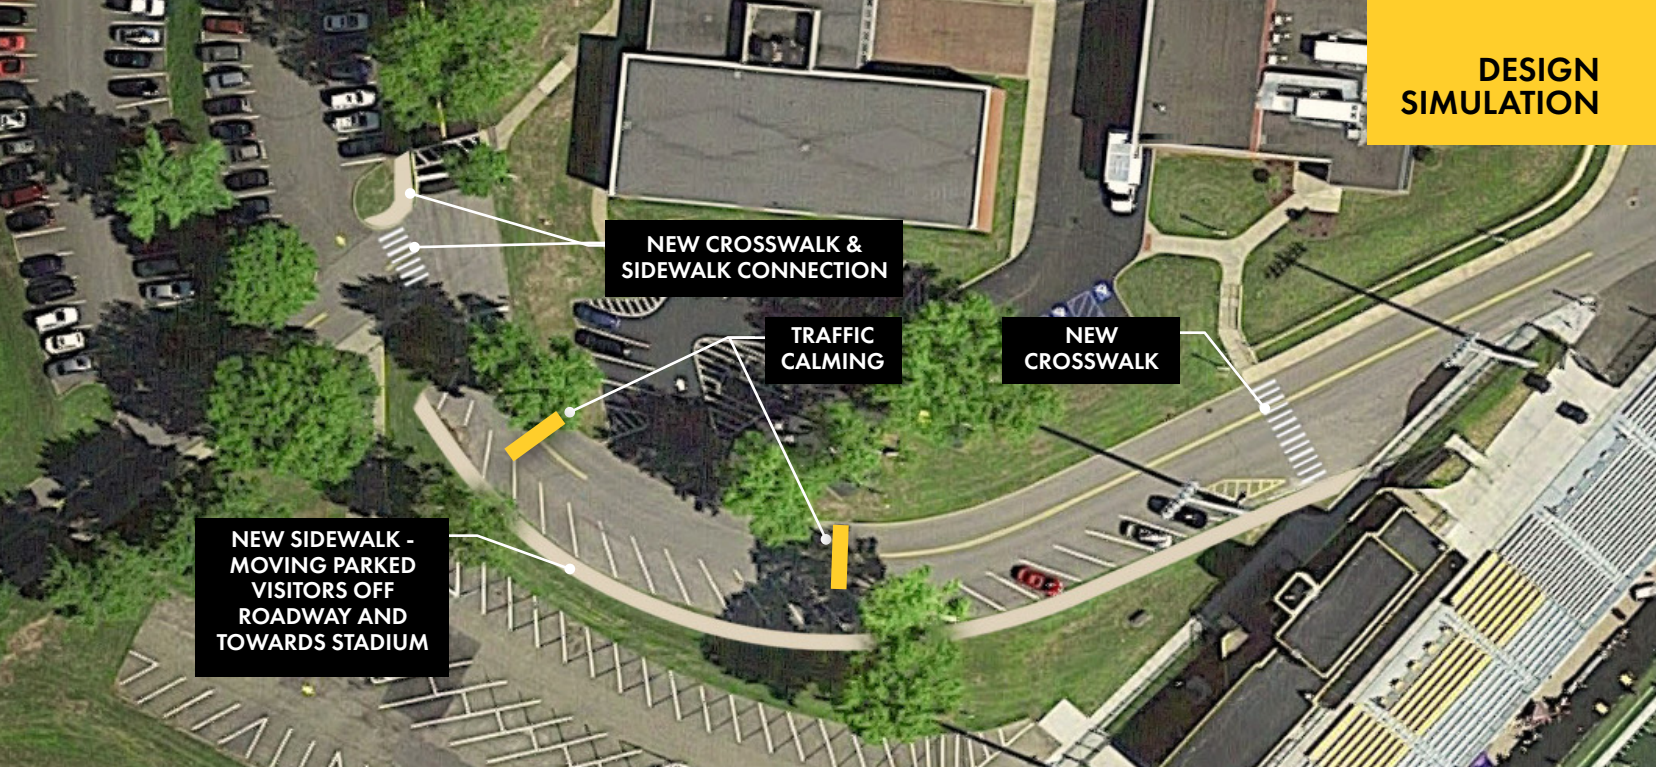 DESIGN
SIMULATION
NEW CROSSWALK &
SIDEWALK CONNECTION
TRAFFIC
CALMING
NEW
CROSSWALK
NEW SIDEWALK -
MOVING PARKED
VISITORS OFF
ROADWAY AND
TOWARDS STADIUM